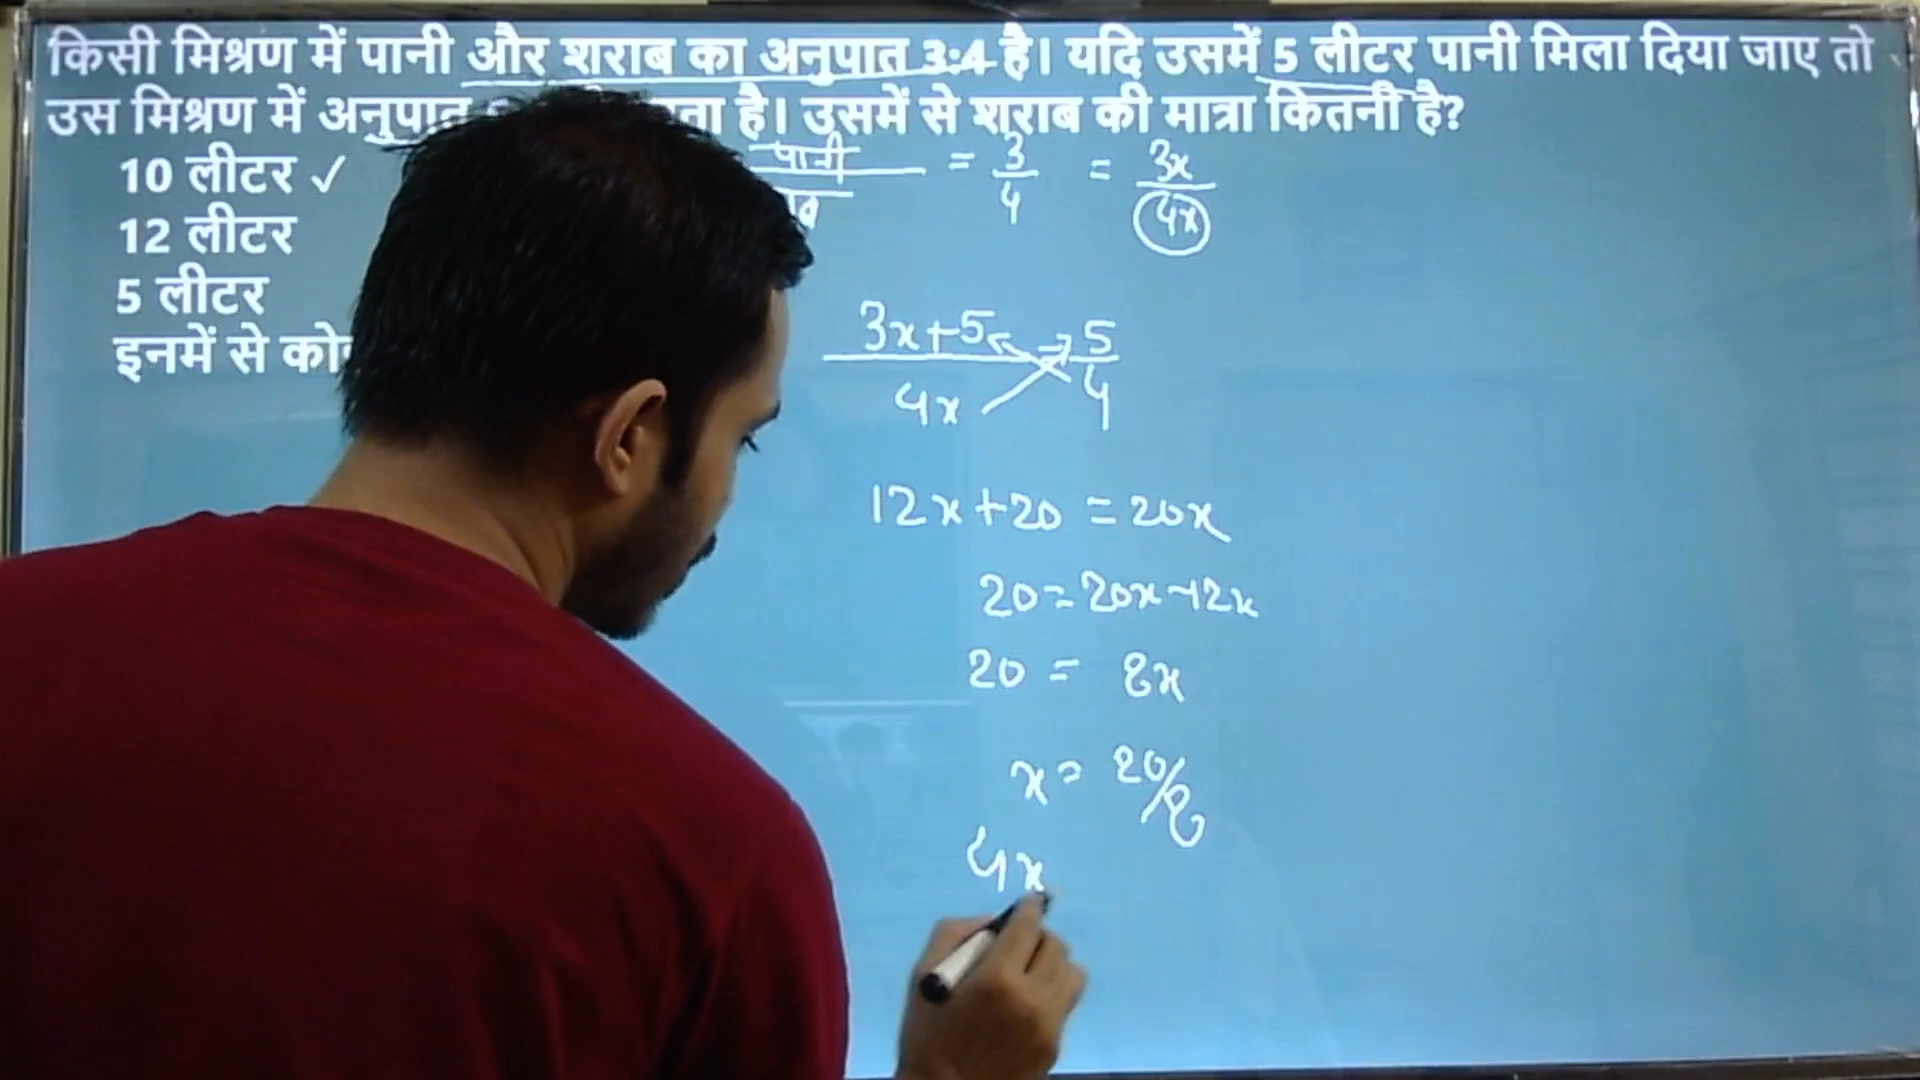 किसी मिश्रण में पानी और शराब का अनुपात 3:4 है। यदि उसमें 5 लीटर पानी मिला दिया जाए तो
उस मिश्रण में अनुपात है। उसमें से शराब की मात्रा कितनी है?
10 लीटर ✓
12 लीटर
5 लीटर
इनमें से
पानी = 3/4 = 3x/4x
3x+5/4x = 5/4
12x+20 = 20x
20=20x-12x
20 = 8x
x = 20/8
4x